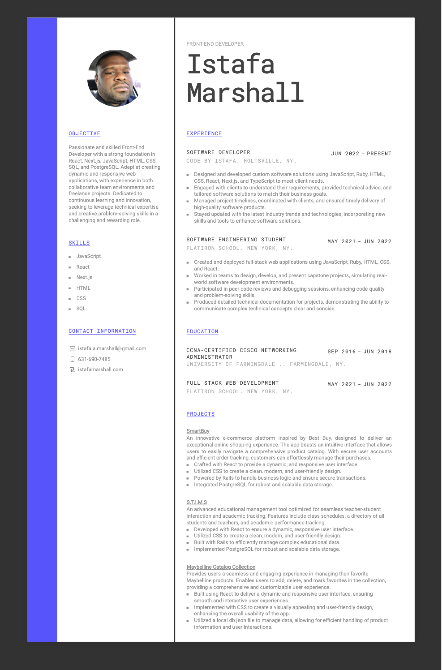 FRONTEND DEVELOPER
Istafa
Marshall
OBJECTIVE
Passionate and skilled Front-End
Developer with a strong foundation in
React, Next.js, JavaScript, HTML, CSS,
SQL, and PostgreSQL. Adept at creating
dynamic and responsive web
applications, with experience in both
collaborative team environments and
freelance projects. Dedicated to
continuous learning and innovation,
seeking to leverage technical expertise
and creative problem-solving skills in a
challenging and rewarding role.
SKILLS
JavaScript
React
Next.js
HTML
CSS
SQL
CONTACT INFORMATION
631-590-7485
istafamarshall.com
EXPERIENCE
SOFTWARE DEVELOPER
JUN 2022 - PRESENT
CODE BY ISTAFA, HOLTSVILLE, NY.
Designed and developed custom software solutions using JavaScript, Ruby, HTML,
CSS, React, Next.js, and TypeScript to meet client needs.
Engaged with clients to understand their requirements, provided technical advice, and
tailored software solutions to match their business goals.
Managed project timelines, coordinated with clients, and ensured timely delivery of
high-quality software products.
Stayed updated with the latest industry trends and technologies, incorporating new
skills and tools to enhance software solutions.
SOFTWARE ENGINEERING STUDENT
MAY 2021 - JUN 2022
FLATIRON SCHOOL, NEW YORK, NY.
Created and deployed full-stack web applications using JavaScript, Ruby, HTML, CSS,
and React.
Worked in teams to design, develop, and present capstone projects, simulating real-
world software development environments.
Participated in peer code reviews and debugging sessions, enhancing code quality
and problem-solving skills.
Produced detailed technical documentation for projects, demonstrating the ability to
communicate complex technical concepts clear and concise.
EDUCATION
CCNA-CERTIFIED CISCO NETWORKING
ADMINISTRATOR
SEP 2016 - JUN 2018
UNIVERSITY OF FARMINGDALE , FARMINGDALE, NY.
FULL STACK WEB DEVELOPMENT
MAY 2021 - JUN 2022
FLATIRON SCHOOL, NEW YORK, NY.
PROJECTS
SmartBuy
An innovative e-commerce platform inspired by Best Buy, designed to deliver an
exceptional online shopping experience. The app boasts an intuitive interface that allows
users to easily navigate a comprehensive product catalog. With secure user accounts
and efficient order tracking, customers can effortlessly manage their purchases.
Crafted with React to provide a dynamic, and responsive user interface.
Utilized CSS to create a clean, modern, and user-friendly design.
Powered by Rails to handle business logic and ensure secure transactions.
Integrated PostgreSQL for robust and scalable data storage.
S.T.I.M.S
An advanced educational management tool optimized for seamless teacher-student
interaction and academic tracking. Features include class schedules, a directory of all
students and teachers, and academic performance tracking.
Developed with React to ensure a dynamic, responsive user interface.
Utilized CSS to create a clean, modern, and user-friendly design.
Built with Rails to efficiently manage complex educational data.
Implemented PostgreSQL for robust and scalable data storage.
Maybelline Catalog Collection
Provides users a seamless and engaging experience in managing their favorite
Maybelline products. Enables users to add, delete, and mark favorites in the collection,
providing a comprehensive and customizable user experience.
Built using React to deliver a dynamic and responsive user interface, ensuring
smooth and interactive user experiences.
Implemented with CSS to create a visually appealing and user-friendly design,
enhancing the overall usability of the app.
Utilized a local db.json file to manage data, allowing for efficient handling of product
information and user interactions.